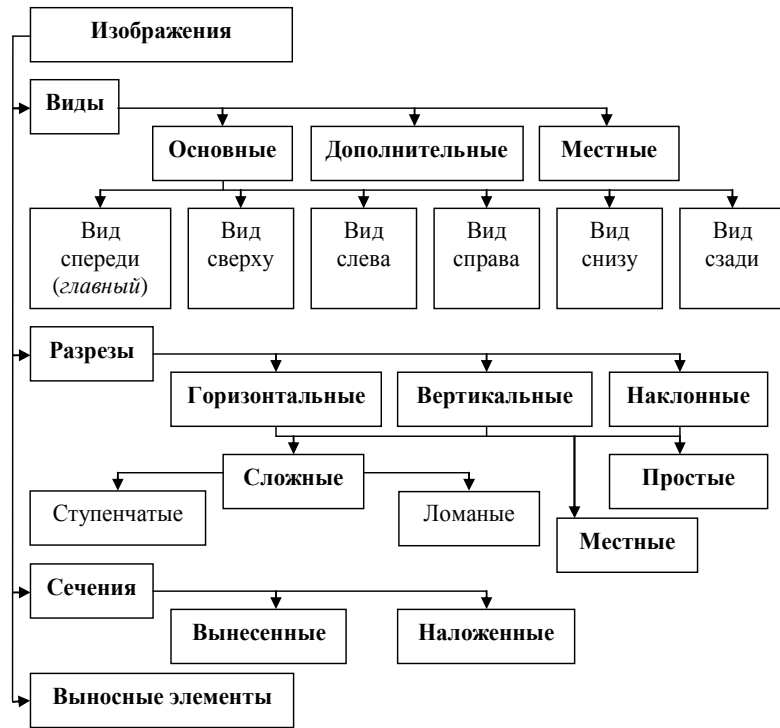 Изображения
Виды
Основные
Дополнительные
Местные
Вид
спереди
(главный)
Вид
сверху
Вид
слева
Вид
справа
Вид
снизу
Вид
сзади
Разрезы
Горизонтальные
Вертикальные
Наклонные
Сложные
Простые
Ступенчатые
Ломаные
Местные
Сечения
Вынесенные
Наложенные
Выносные элементы